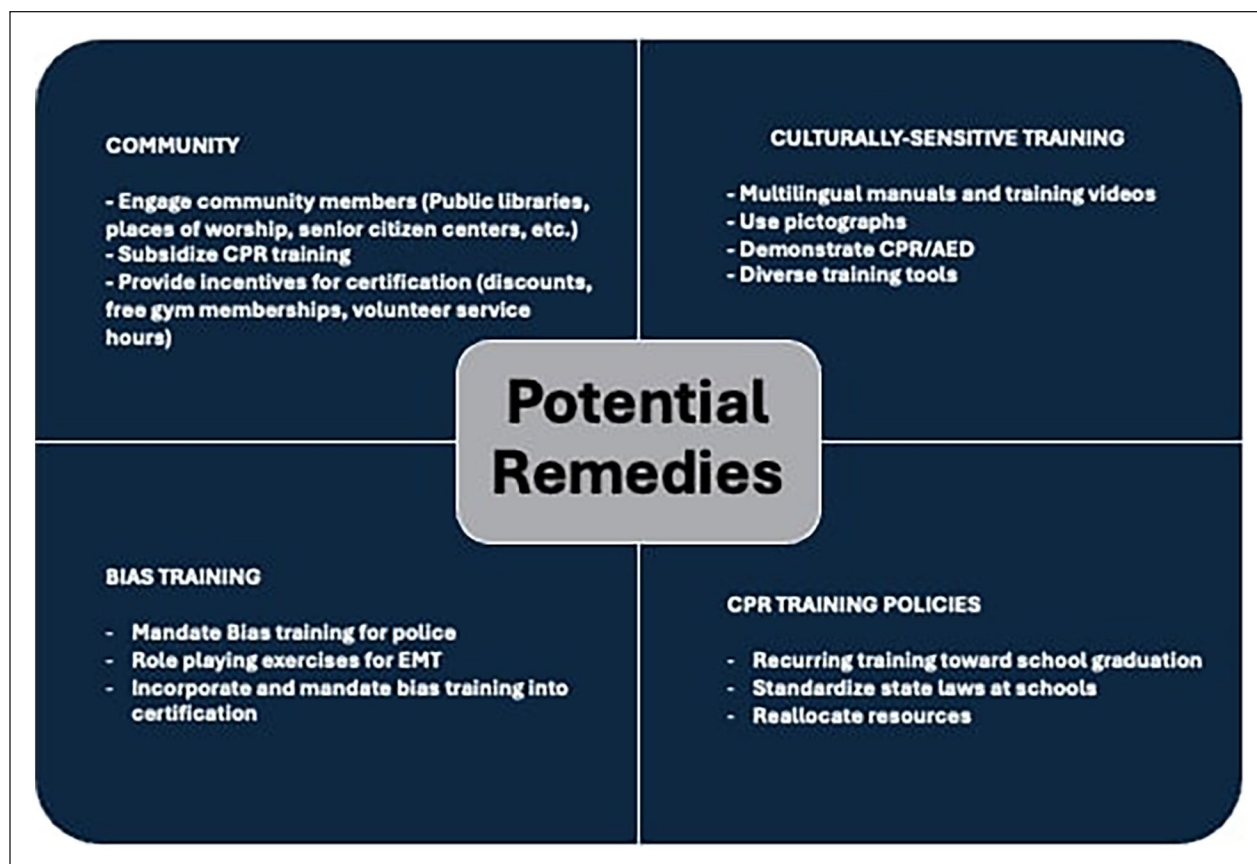 COMMUNITY
- Engage community members (Public libraries,
places of worship, senior citizen centers, etc.)
- Subsidize CPR training
- Provide incentives for certification (discounts,
free gym memberships, volunteer service
hours)
CULTURALLY-SENSITIVE TRAINING
- Multilingual manuals and training videos
- Use pictographs
- Demonstrate CPR/AED
- Diverse training tools
Potential
Remedies
BIAS TRAINING
- Mandate Bias training for police
- Role playing exercises for EMT
- Incorporate and mandate bias training into
certification
CPR TRAINING POLICIES
- Recurring training toward school graduation
- Standardize state laws at schools
- Reallocate resources